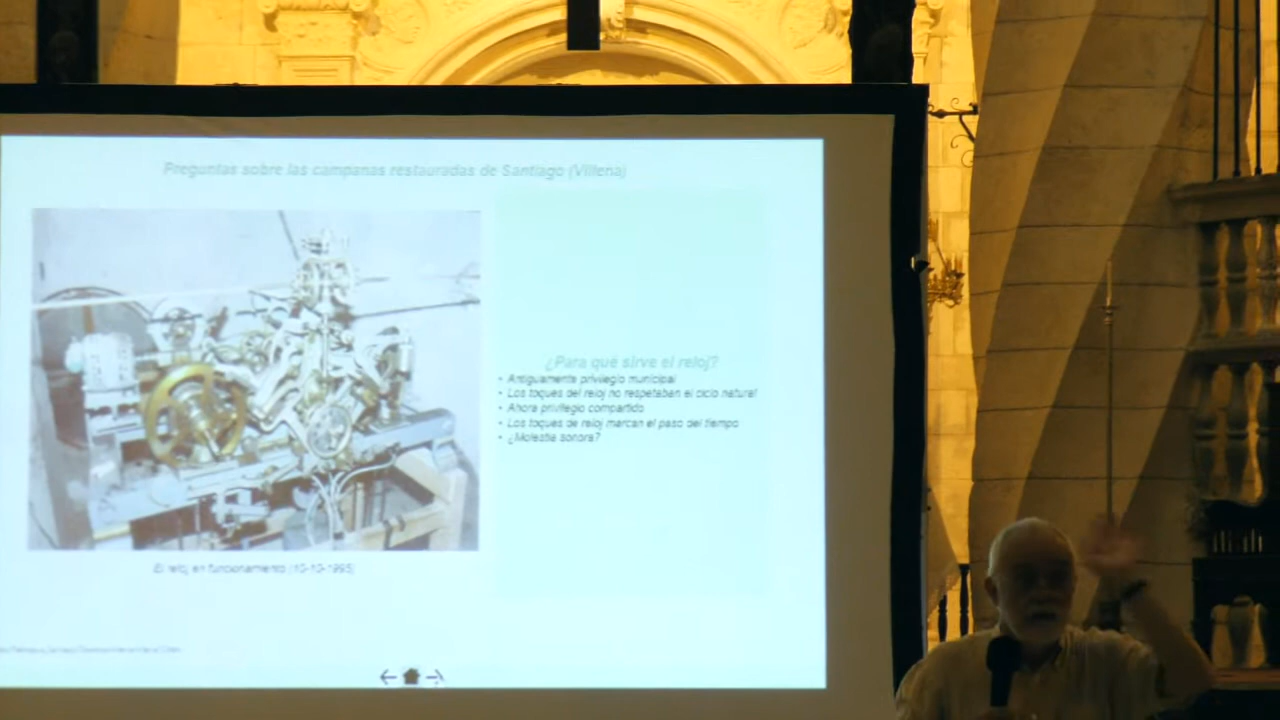 Preguntas sobre las campanas restauradas de Santiago (Villena)
¿Para qué sirve el reloj?
• Antiguamente privilegio municipal
• Los toques del reloj no respetaban el ciclo natural
• Ahora privilegio compartido
• Los toques de reloj marcan el paso del tiempo
• ¿Molestia sonora?
El reloj en funcionamiento (10-10-1995)